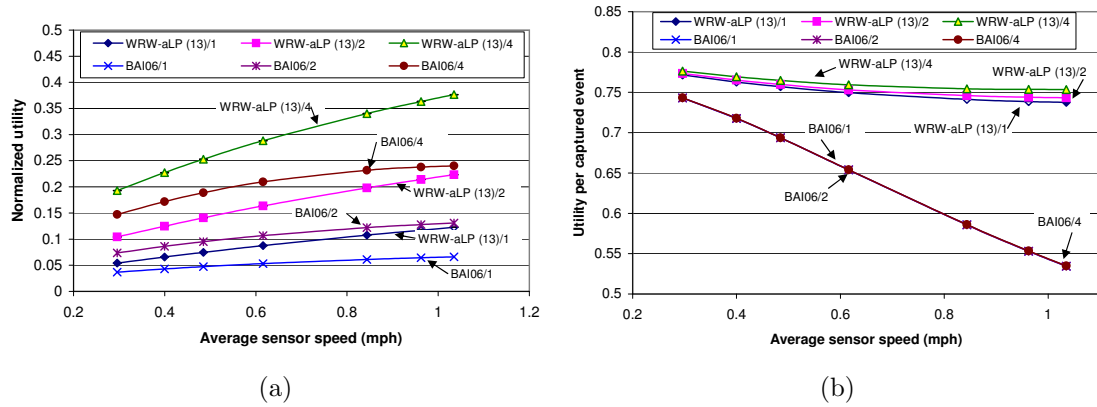 0.5
0.45
0.4
0.35
0.3
0.25
0.2
0.15
0.1
0.05
0
Normalized utility
WRW-aLP (13)/1 WRW-aLP (13)/2 WRW-aLP (13)/4
BAI06/1 BAI06/2 BAI06/4
WRW-aLP (13)/4
BAI06/4
WRW-aLP (13)/2
BAI06/2
WRW-aLP (13)/1
BAI06/1
0.2 0.4 0.6 0.8 1 1.2
Average sensor speed (mph)
(a)
0.85
0.8
0.75
0.7
0.65
0.6
0.55
0.5
Utility per captured event
WRW-aLP (13)/1 WRW-aLP (13)/2 WRW-aLP (13)/4
BAI06/1 BAI06/2 BAI06/4
WRW-aLP (13)/4
WRW-aLP (13)/2
WRW-aLP (13)/1
BAI06/1
BAI06/2
BAI06/4
0.2 0.4 0.6 0.8 1
Average sensor speed (mph)
(b)